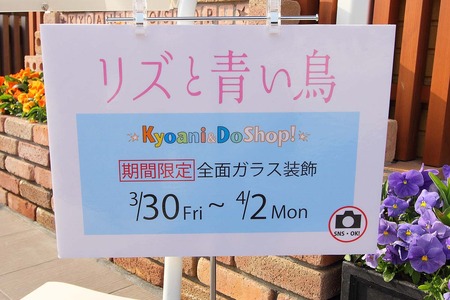 リズと青い鳥
Kyoani&DoShop!
期間限定 全面ガラス装飾
3/30 Fri ~ 4/2 Mon
SNS・OK!